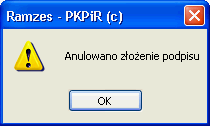 Ramzes - PKPiR (c)
Anulowano złożenie podpisu
OK